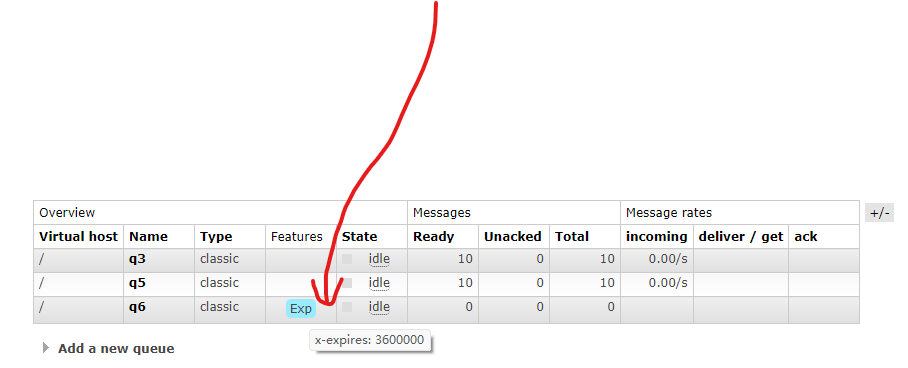 Overview Messages Message rates +/-
Virtual host Name Type Features State Ready Unacked Total incoming deliver / get ack
/ q3 classic idle 10 0 10 0.00/s
/ q5 classic idle 10 0 10 0.00/s
/ q6 classic Exp idle 0 0 0
x-expires: 3600000
Add a new queue